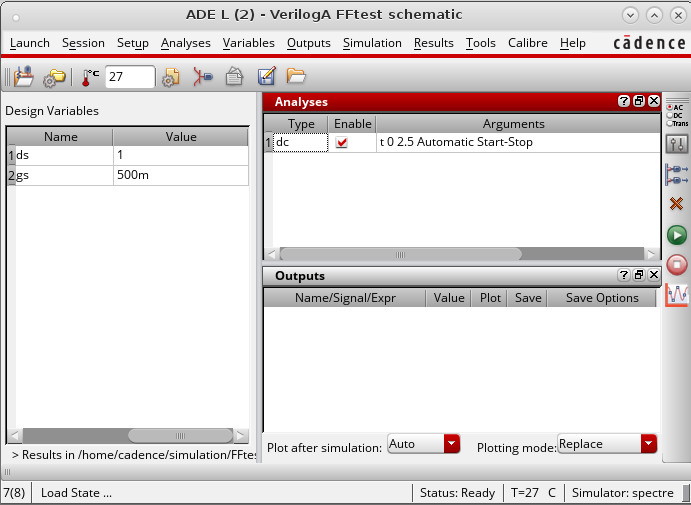 ADE L (2) - VerilogA FFtest schematic
Launch Session Setup Analyses Variables Outputs Simulation Results Tools Calibre Help cādence
°C 27
Design Variables
Name Value
1 ds 1
2 gs 500m
> Results in /home/cadence/simulation/FFtes
Analyses
Type Enable Arguments
1 dc t 0 2.5 Automatic Start-Stop
Outputs
Name/Signal/Expr Value Plot Save Save Options
Plot after simulation: Auto Plotting mode: Replace
AC
DC
Trans
7(8) Load State ... Status: Ready T=27 C Simulator: spectre